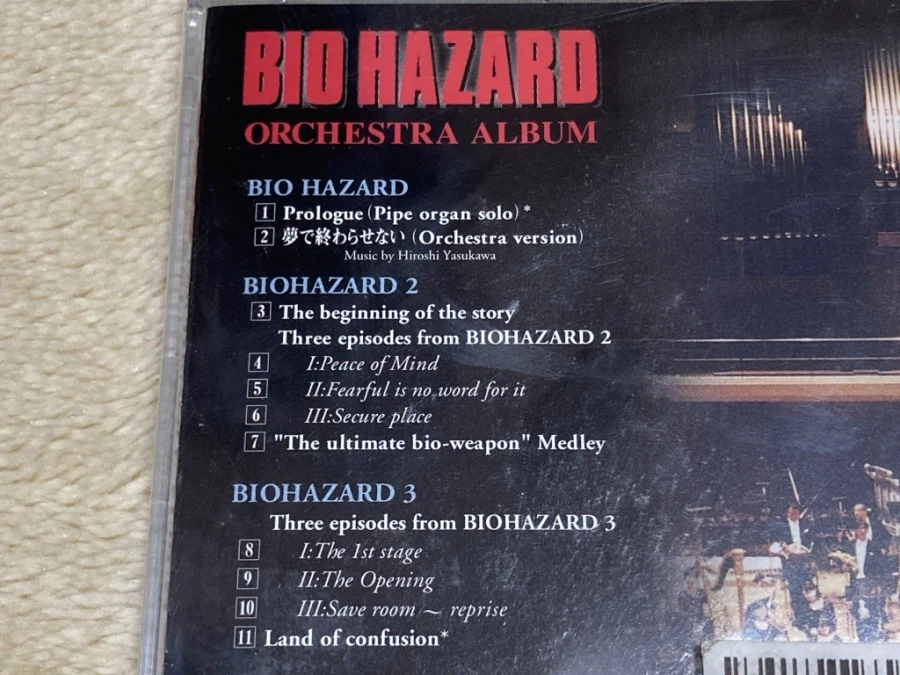 BIO HAZARD
ORCHESTRA ALBUM
BIO HAZARD
1 Prologue (Pipe organ solo)*
2 夢で終わらせない (Orchestra version)
Music by Hiroshi Yasukawa
BIOHAZARD 2
3 The beginning of the story
Three episodes from BIOHAZARD 2
4 I:Peace of Mind
5 II:Fearful is no word for it
6 III:Secure place
7 "The ultimate bio-weapon" Medley
BIOHAZARD 3
Three episodes from BIOHAZARD 3
8 I:The 1st stage
9 II:The Opening
10 III:Save room ~ reprise
11 Land of confusion*